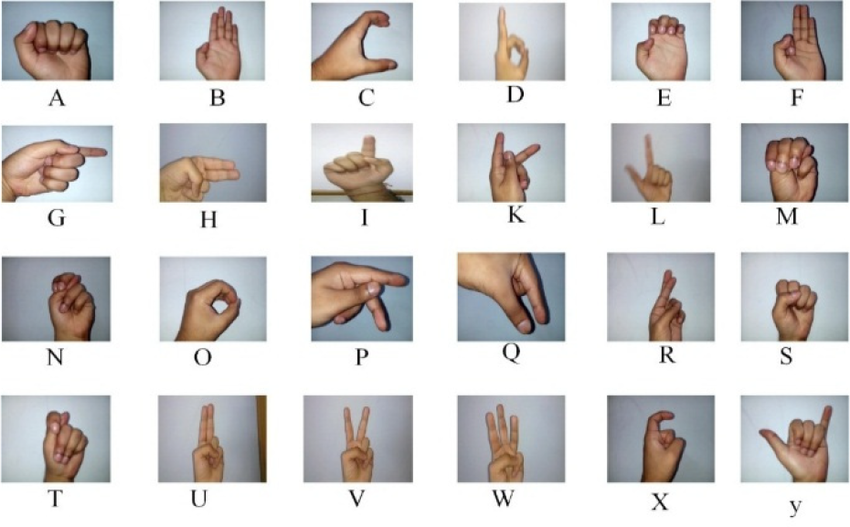 A B C D E F
G H I K L M
N O P Q R S
T U V W X y